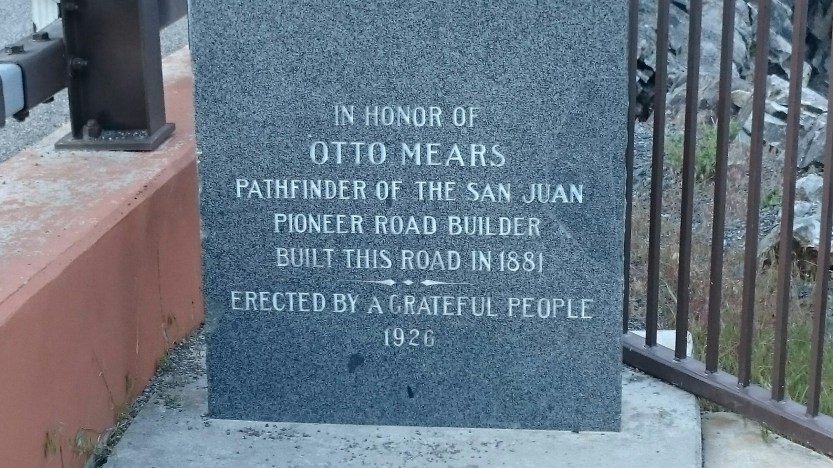 IN HONOR OF
OTTO MEARS
PATHFINDER OF THE SAN JUAN
PIONEER ROAD BUILDER
BUILT THIS ROAD IN 1881
ERECTED BY A GRATEFUL PEOPLE
1926